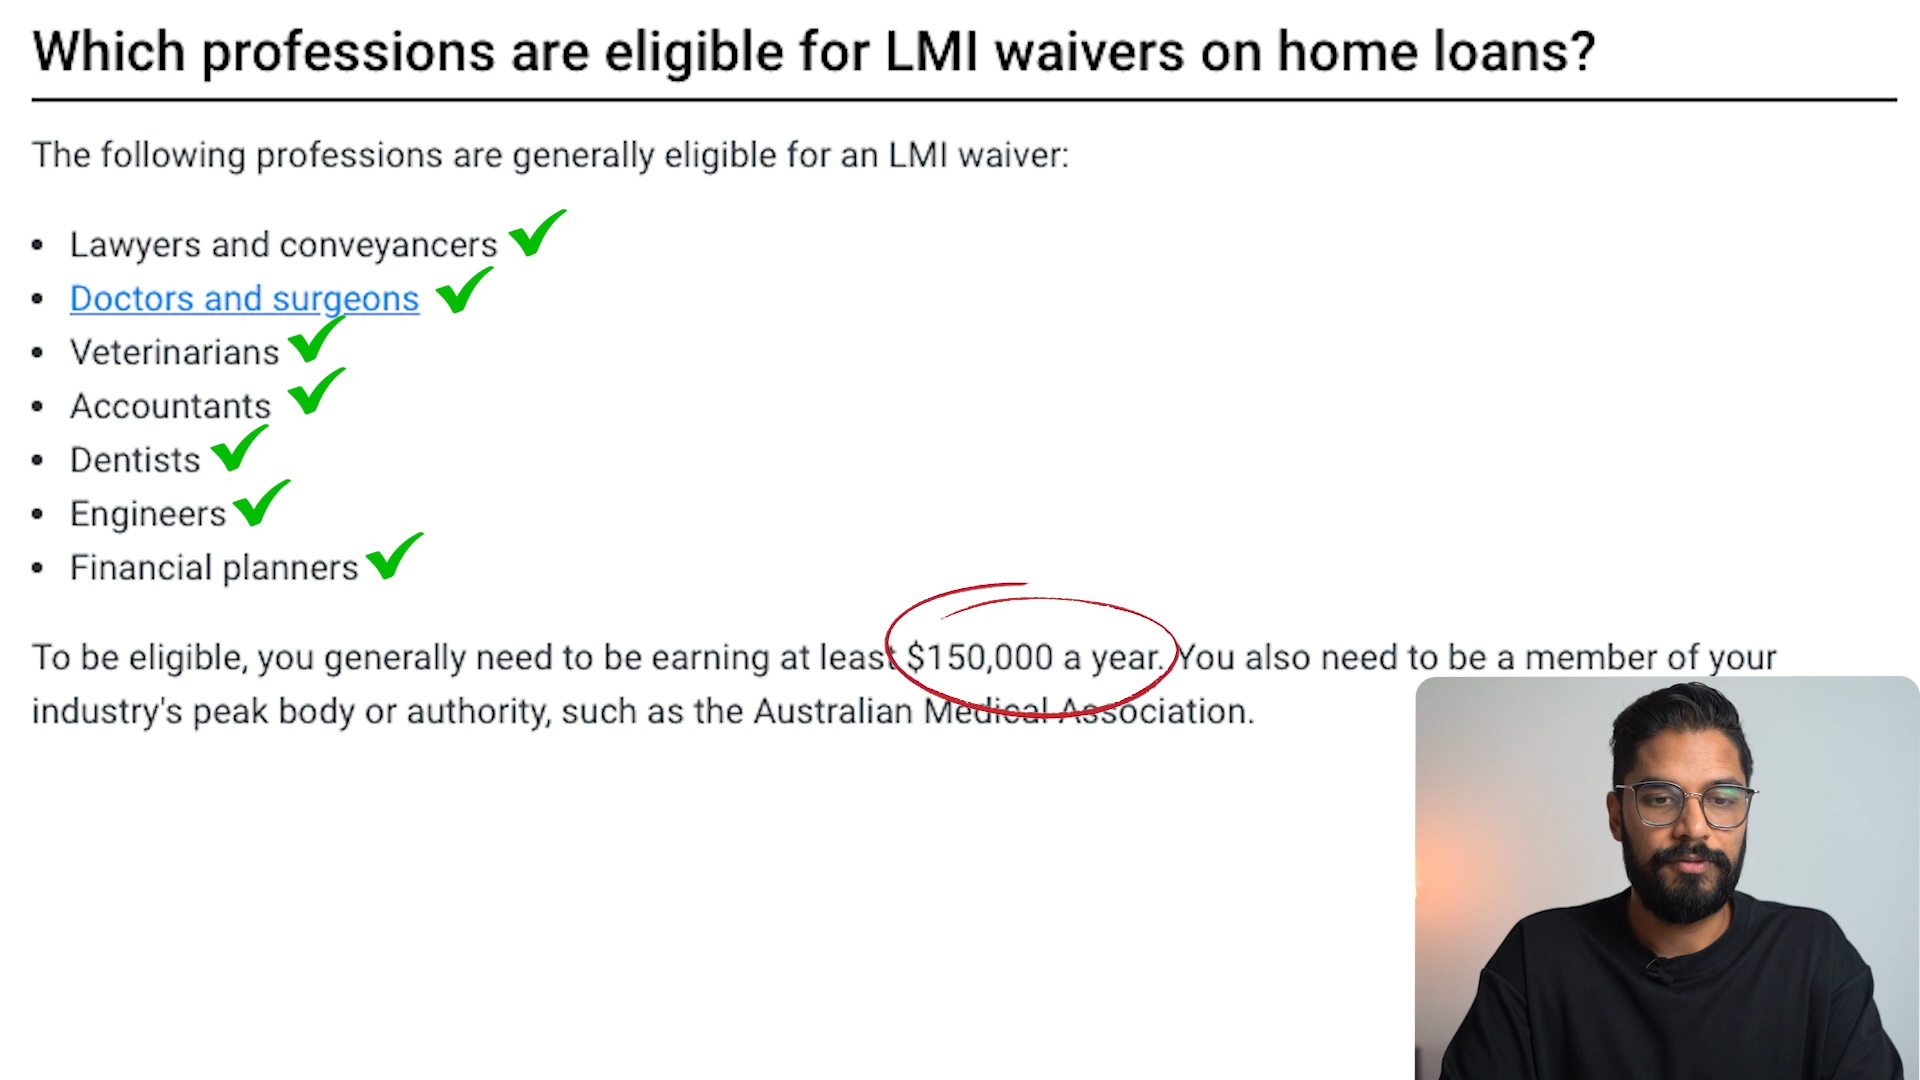 Which professions are eligible for LMI waivers on home loans?
The following professions are generally eligible for an LMI waiver:
Lawyers and conveyancers
Doctors and surgeons
Veterinarians
Accountants
Dentists
Engineers
Financial planners
To be eligible, you generally need to be earning at least $150,000 a year. You also need to be a member of your
industry's peak body or authority, such as the Australian Medical Association.